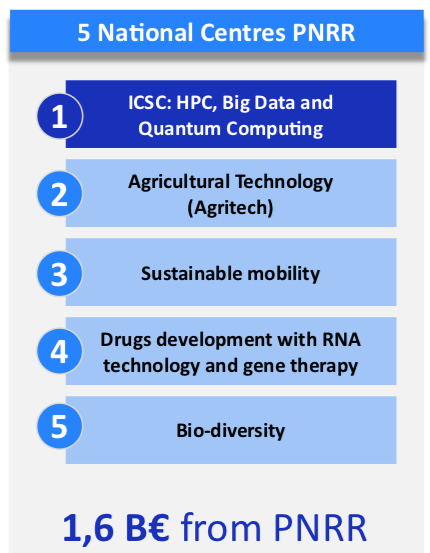 5 National Centres PNRR
1
ICSC: HPC, Big Data and
Quantum Computing
2
Agricultural Technology
(Agritech)
3
Sustainable mobility
4
Drugs development with RNA
technology and gene therapy
5
Bio-diversity
1,6 B€ from PNRR